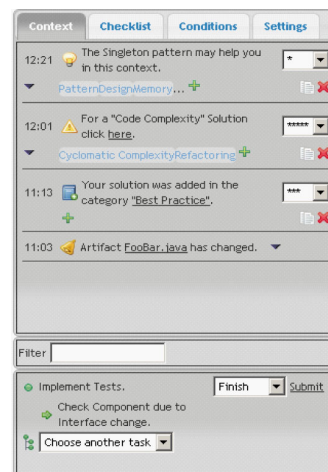 Context Checklist Conditions Settings
12:21 The Singleton pattern may help you
in this context.
*
PatternDesignMemory...
12:01 For a "Code Complexity" Solution
click here.
*****
Cyclomatic ComplexityRefactoring
11:13 Your solution was added in the
category "Best Practice".
***
11:03 Artifact FooBar.java has changed.
Filter
Implement Tests. Finish Submit
Check Component due to
Interface change.
Choose another task